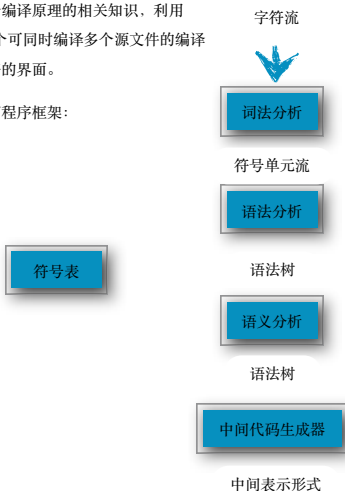 编译原理的相关知识，利用
个可同时编译多个源文件的编译
的界面。
程序框架：
字符流
词法分析
符号单元流
语法分析
符号表
语法树
语义分析
语法树
中间代码生成器
中间表示形式